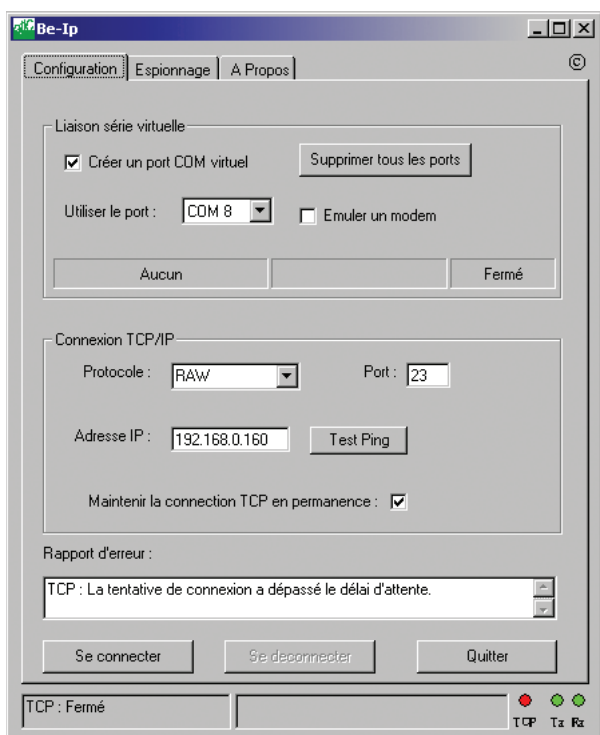 Be-Ip
Configuration Espionnage A Propos ©
Liaison série virtuelle
Créer un port COM virtuel Supprimer tous les ports
Utiliser le port : COM 8 Emuler un modem
Aucun Fermé
Connexion TCP/IP
Protocole : RAW Port : 23
Adresse IP : 192.168.0.160 Test Ping
Maintenir la connection TCP en permanence :
Rapport d'erreur :
TCP : La tentative de connexion a dépassé le délai d'attente.
Se connecter Se deconnecter Quitter
TCP : Fermé
TCP Tx Rx